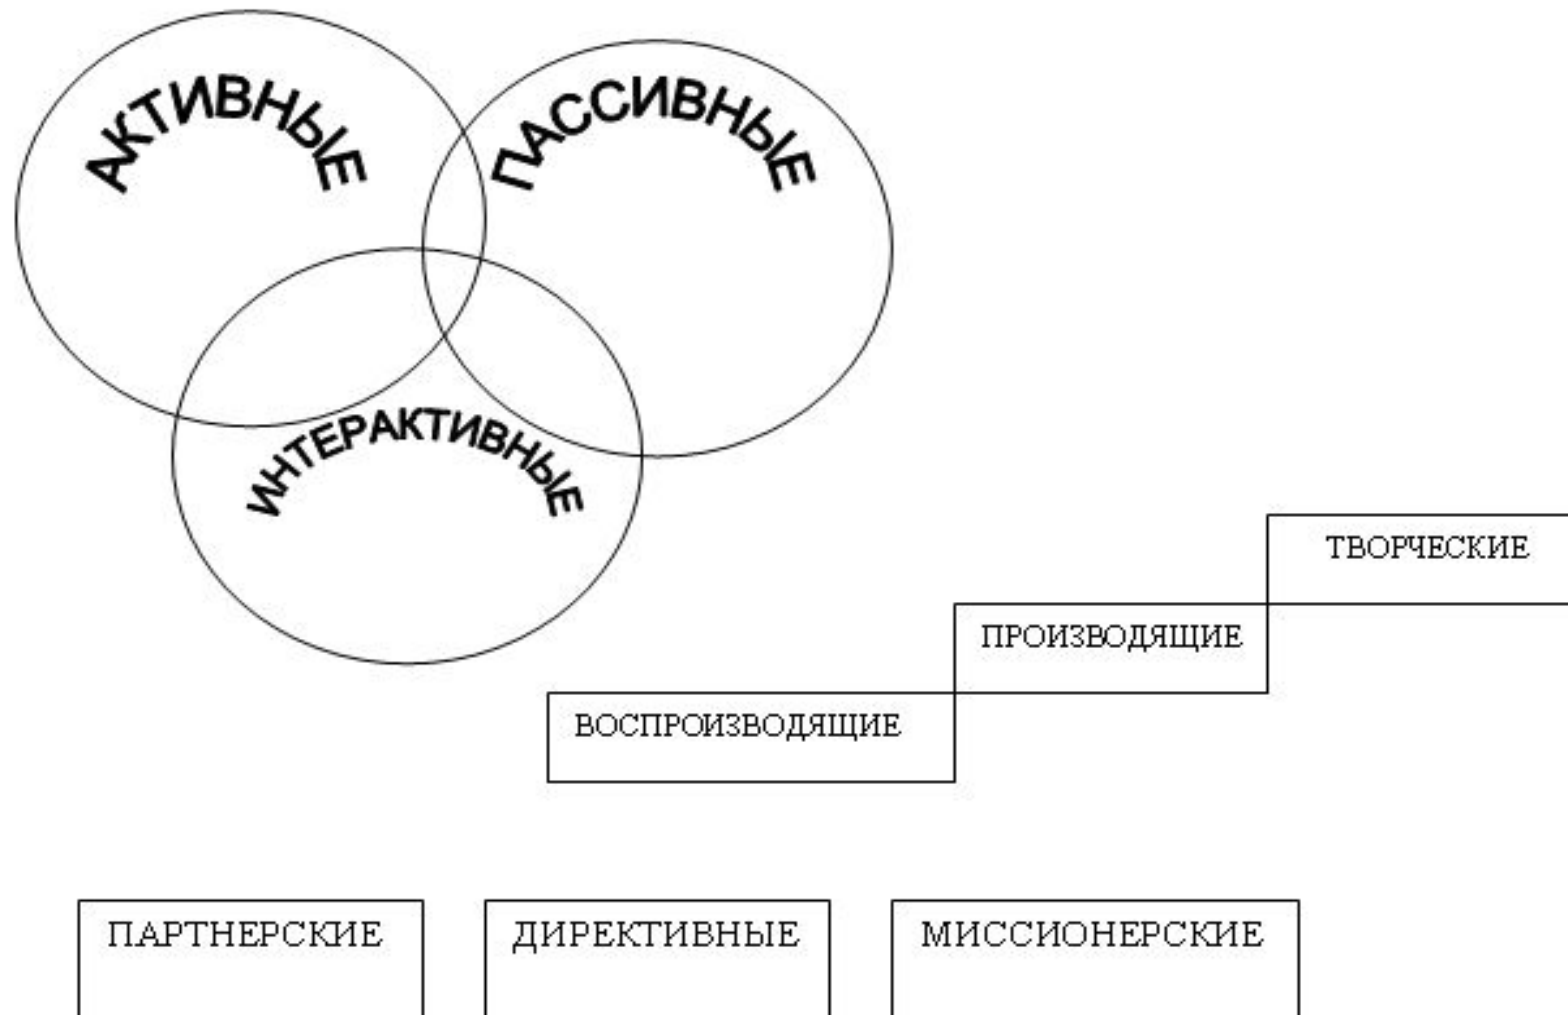 АКТИВНЫЕ
ПАССИВНЫЕ
ИНТЕРАКТИВНЫЕ
ТВОРЧЕСКИЕ
ПРОИЗВОДЯЩИЕ
ВОСПРОИЗВОДЯЩИЕ
ПАРТНЕРСКИЕ
ДИРЕКТИВНЫЕ
МИССИОНЕРСКИЕ